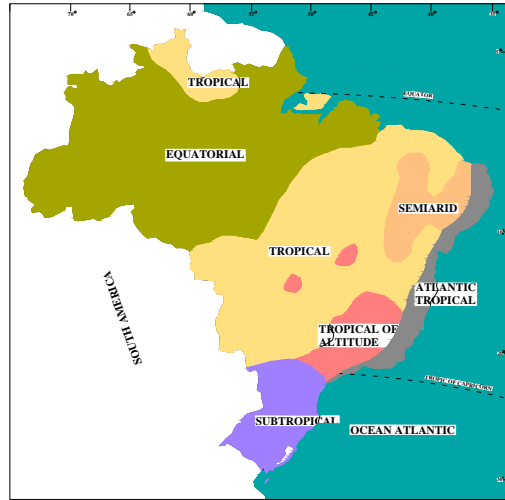 TROPICAL
EQUATOR
EQUATORIAL
SEMIARID
TROPICAL
ATLANTIC
TROPICAL
SOUTH AMERICA
TROPICAL OF
ALTITUDE
TROPIC OF CAPRICORN
SUBTROPICAL
OCEAN ATLANTIC